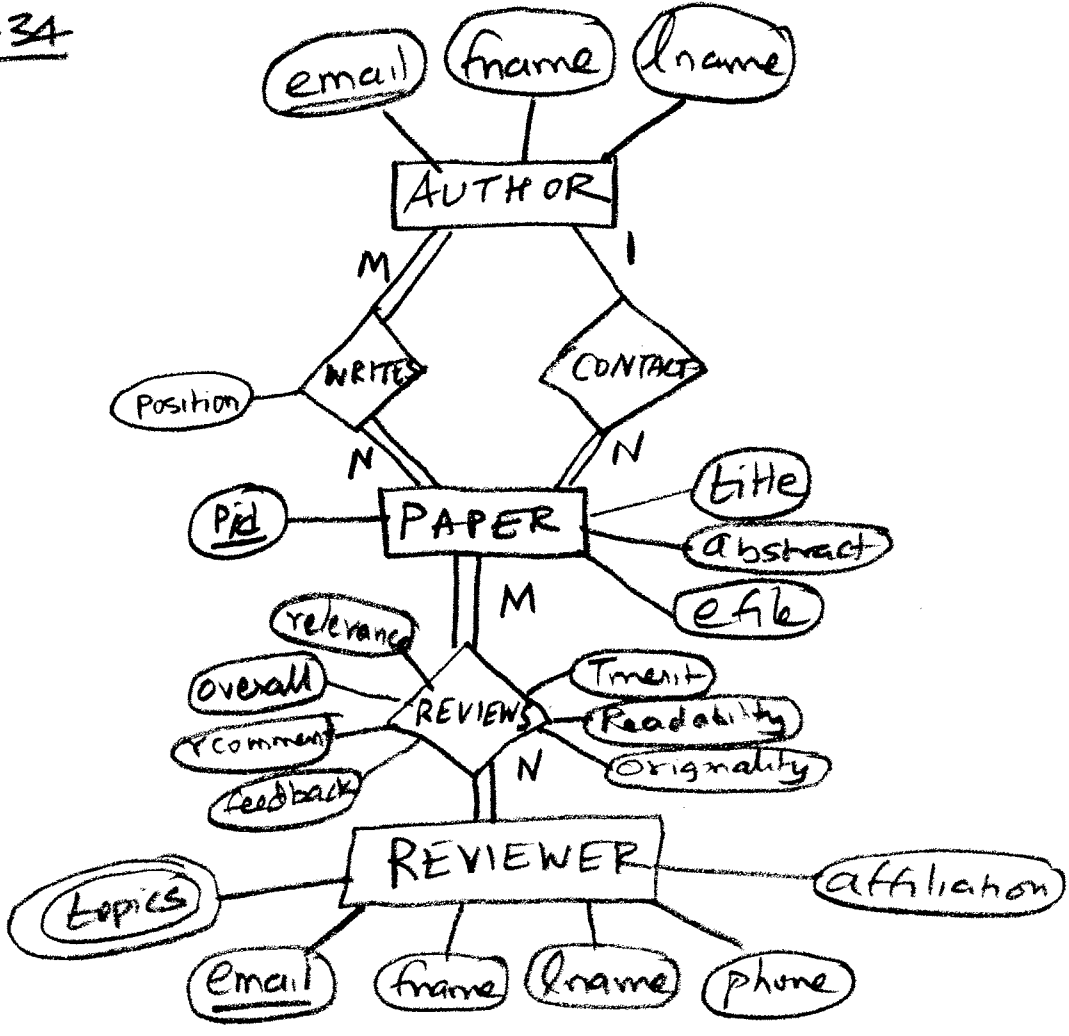 34
email fname lname
AUTHOR
M 1
WRITES CONTACT
position
N N
title
Pid PAPER
abstract
M efile
relevance
overall Tmerit
REVIEWS Readability
rcomment
N originality
feedback
REVIEWER
affiliation
topics
email fname lname phone